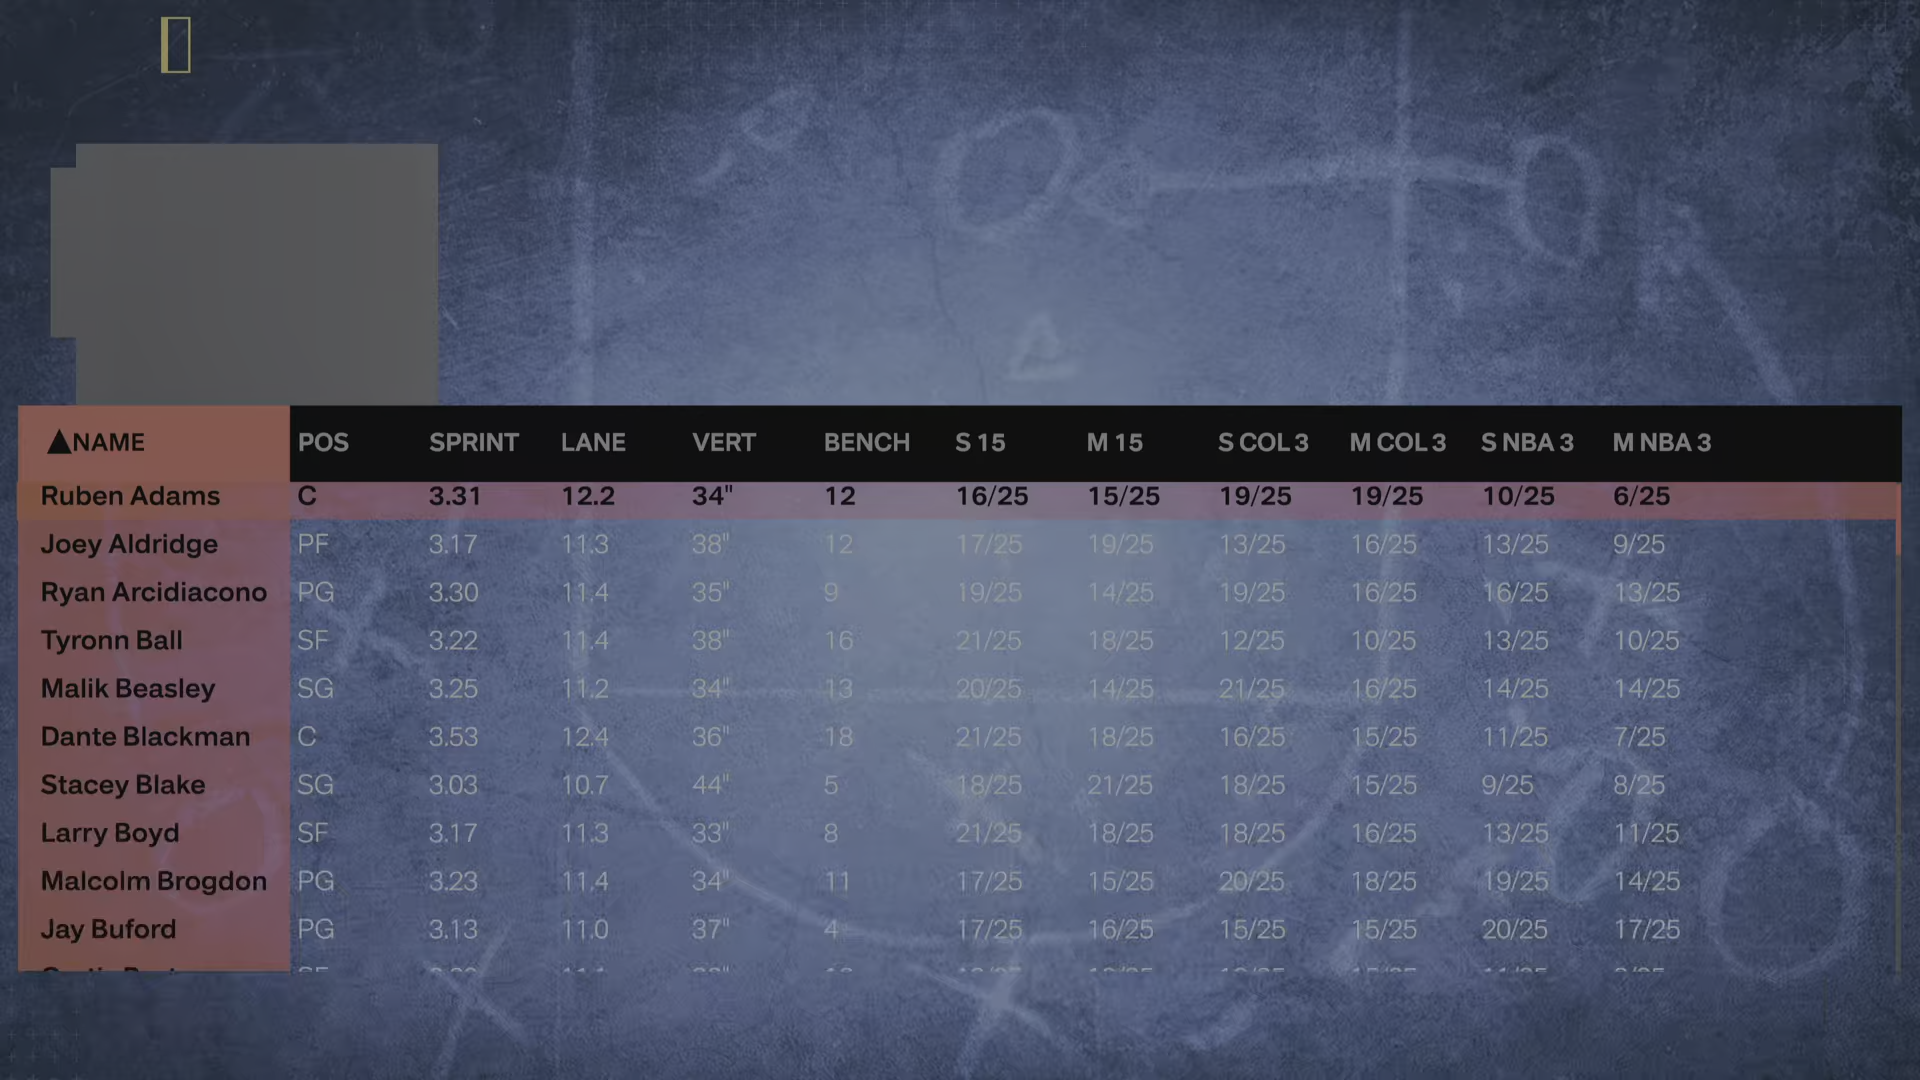 ▲NAME POS SPRINT LANE VERT BENCH S 15 M 15 S COL 3 M COL 3 S NBA 3 M NBA 3
Ruben Adams C 3.31 12.2 34" 12 16/25 15/25 19/25 19/25 10/25 6/25
Joey Aldridge PF 3.17 11.3 38" 12 17/25 19/25 13/25 16/25 13/25 9/25
Ryan Arcidiacono PG 3.30 11.4 35" 9 19/25 14/25 19/25 16/25 16/25 13/25
Tyronn Ball SF 3.22 11.4 38" 16 21/25 18/25 12/25 10/25 13/25 10/25
Malik Beasley SG 3.25 11.2 34" 13 20/25 14/25 21/25 16/25 14/25 14/25
Dante Blackman C 3.53 12.4 36" 18 21/25 18/25 16/25 15/25 11/25 7/25
Stacey Blake SG 3.03 10.7 44" 5 18/25 21/25 18/25 15/25 9/25 8/25
Larry Boyd SF 3.17 11.3 33" 8 21/25 18/25 18/25 16/25 13/25 11/25
Malcolm Brogdon PG 3.23 11.4 34" 11 17/25 15/25 20/25 18/25 19/25 14/25
Jay Buford PG 3.13 11.0 37" 4 17/25 16/25 15/25 15/25 20/25 17/25